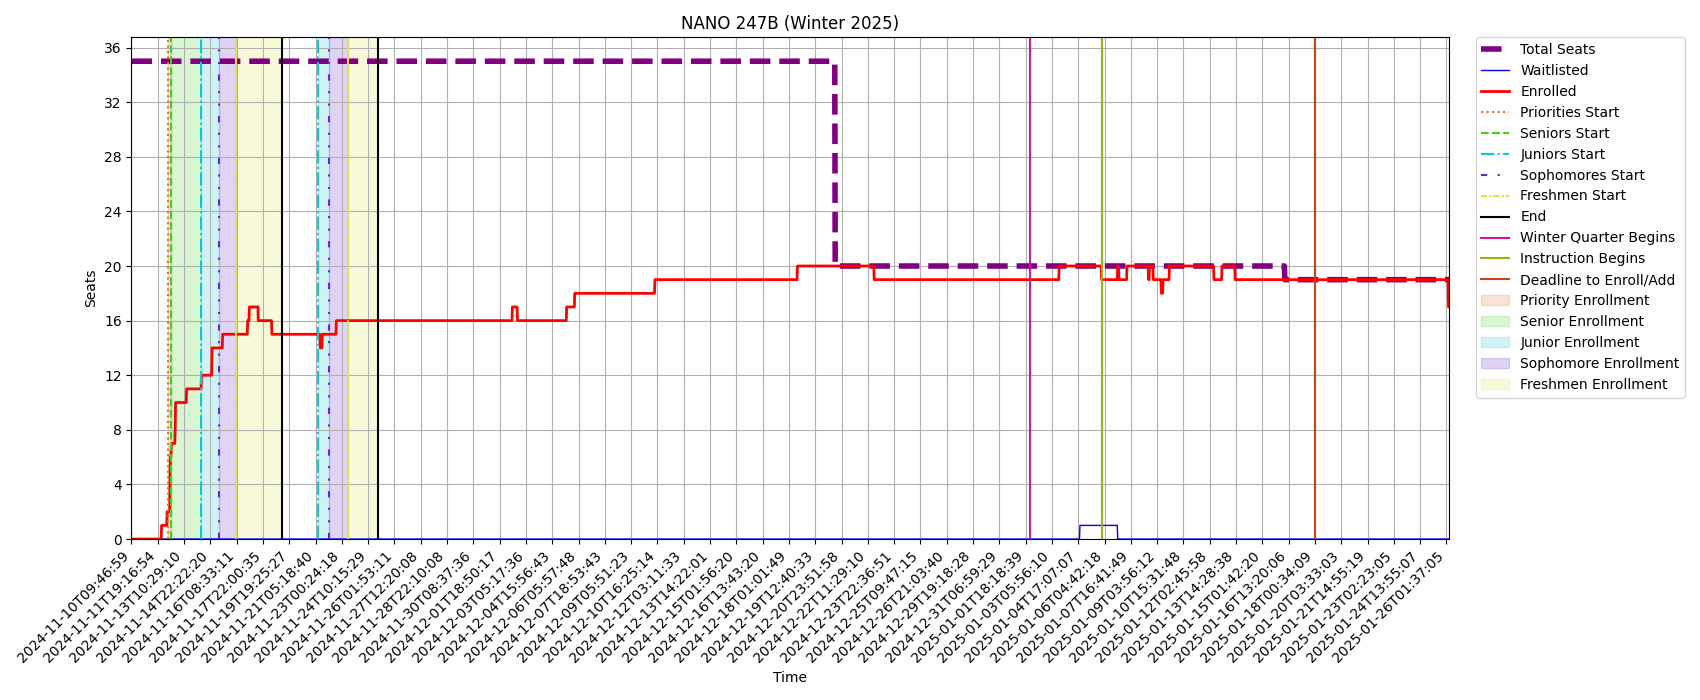 NANO 247B (Winter 2025)
Seats
36
32
28
24
20
16
12
8
4
0
2024-11-10T09:46:59
2024-11-11T19:16:54
2024-11-13T10:29:10
2024-11-14T22:22:20
2024-11-16T08:33:11
2024-11-17T22:00:35
2024-11-19T19:25:27
2024-11-21T05:18:40
2024-11-23T00:24:18
2024-11-24T10:15:29
2024-11-26T01:53:11
2024-11-27T12:20:08
2024-11-28T22:10:08
2024-11-30T08:37:36
2024-12-01T18:50:17
2024-12-03T05:17:36
2024-12-04T15:56:43
2024-12-06T05:57:48
2024-12-07T18:53:43
2024-12-09T05:51:23
2024-12-10T16:25:14
2024-12-12T03:11:33
2024-12-13T14:22:01
2024-12-15T01:56:20
2024-12-16T13:43:20
2024-12-18T01:01:49
2024-12-19T12:40:33
2024-12-20T23:51:58
2024-12-22T11:29:10
2024-12-23T22:36:51
2024-12-25T09:47:15
2024-12-26T21:03:40
2024-12-29T19:18:28
2024-12-31T06:59:29
2025-01-01T18:18:39
2025-01-03T05:56:10
2025-01-04T17:07:07
2025-01-06T04:42:18
2025-01-07T16:41:49
2025-01-09T03:56:12
2025-01-10T15:31:48
2025-01-12T02:45:58
2025-01-13T14:28:38
2025-01-15T01:42:20
2025-01-16T13:20:06
2025-01-18T00:34:09
2025-01-20T03:33:03
2025-01-21T14:55:19
2025-01-23T02:23:05
2025-01-24T13:55:07
2025-01-26T01:37:05
Time
Total Seats
Waitlisted
Enrolled
Priorities Start
Seniors Start
Juniors Start
Sophomores Start
Freshmen Start
End
Winter Quarter Begins
Instruction Begins
Deadline to Enroll/Add
Priority Enrollment
Senior Enrollment
Junior Enrollment
Sophomore Enrollment
Freshmen Enrollment